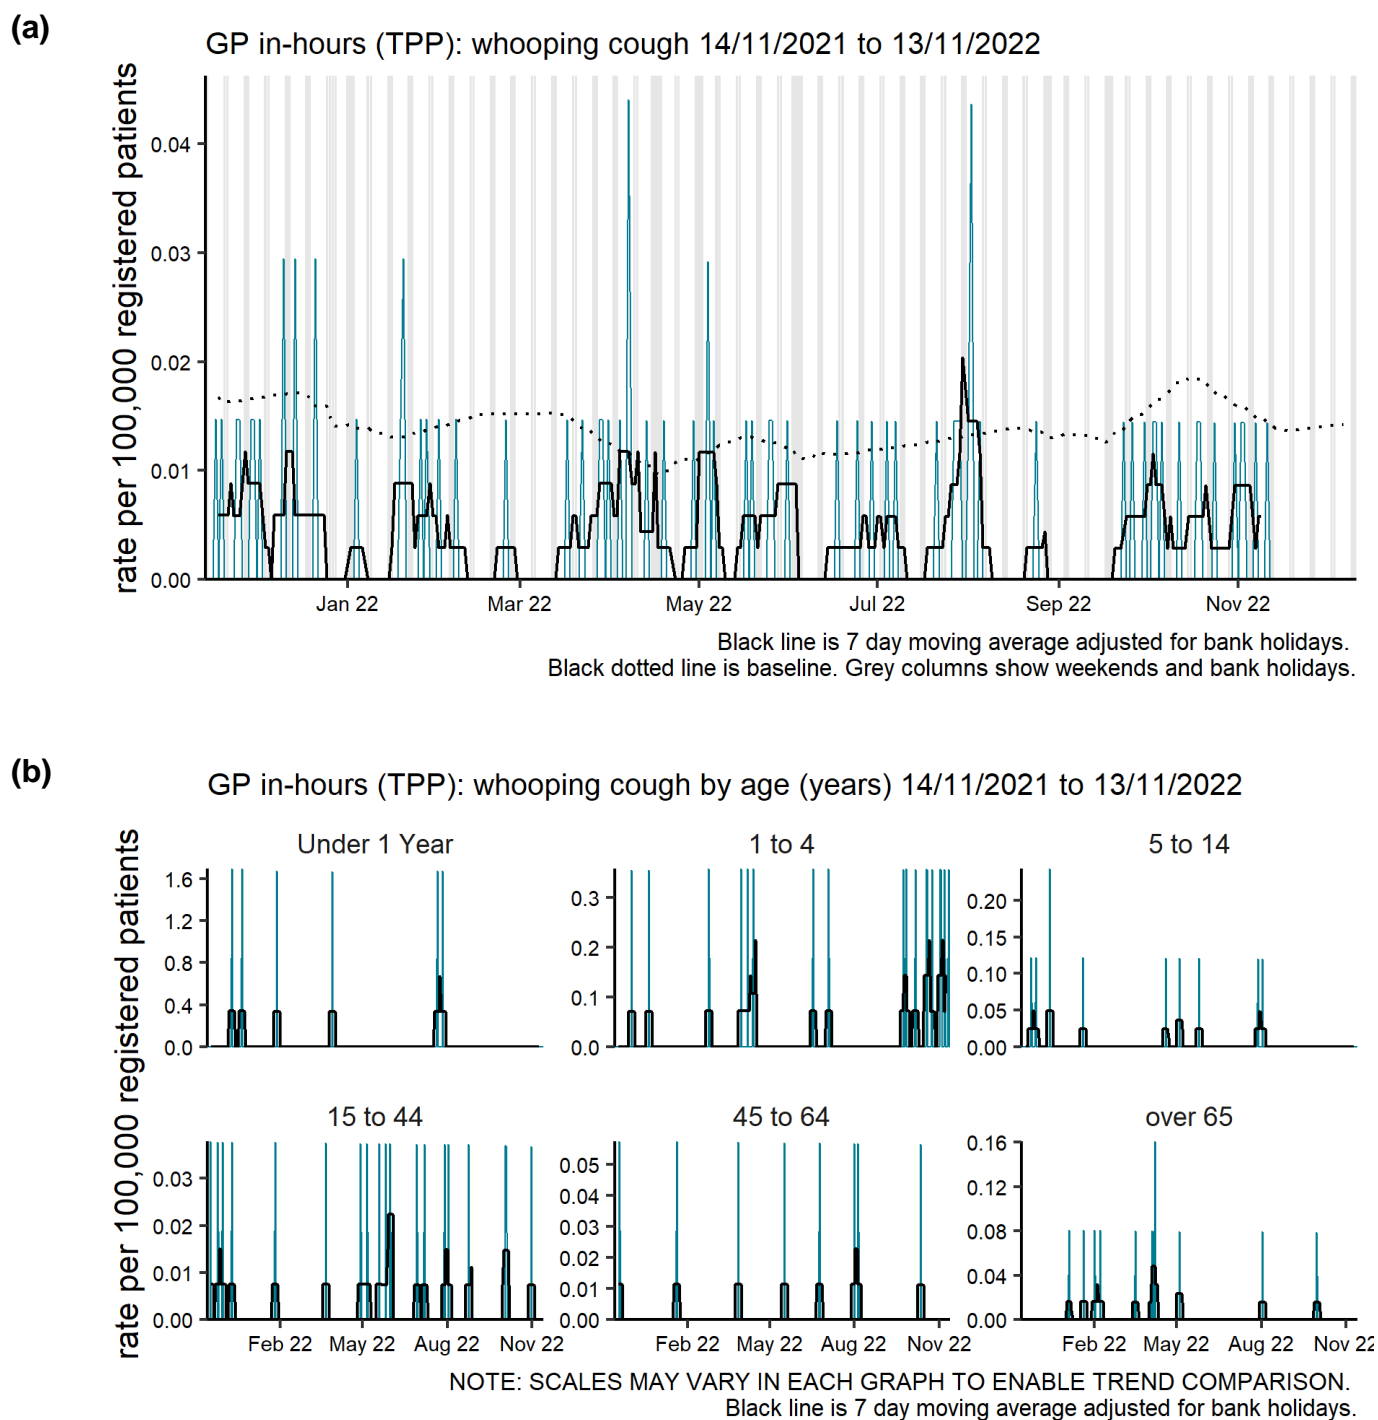 (a)
GP in-hours (TPP): whooping cough 14/11/2021 to 13/11/2022
rate per 100,000 registered patients
0.04
0.03
0.02
0.01
0.00
Jan 22 Mar 22 May 22 Jul 22 Sep 22 Nov 22
Black line is 7 day moving average adjusted for bank holidays.
Black dotted line is baseline. Grey columns show weekends and bank holidays.
(b)
GP in-hours (TPP): whooping cough by age (years) 14/11/2021 to 13/11/2022
rate per 100,000 registered patients
Under 1 Year
1.6
1.2
0.8
0.4
0.0
1 to 4
0.3
0.2
0.1
0.0
5 to 14
0.20
0.15
0.10
0.05
0.00
rate per 100,000 registered patients
15 to 44
0.03
0.02
0.01
0.00
Feb 22 May 22 Aug 22 Nov 22
45 to 64
0.05
0.04
0.03
0.02
0.01
0.00
Feb 22 May 22 Aug 22 Nov 22
over 65
0.16
0.12
0.08
0.04
0.00
Feb 22 May 22 Aug 22 Nov 22
NOTE: SCALES MAY VARY IN EACH GRAPH TO ENABLE TREND COMPARISON.
Black line is 7 day moving average adjusted for bank holidays.